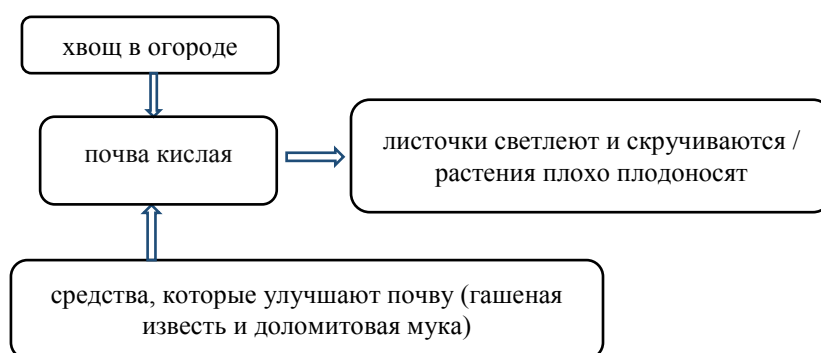 хвощ в огороде
почва кислая
листочки светлеют и скручиваются /
растения плохо плодоносят
средства, которые улучшают почву (гашеная
известь и доломитовая мука)